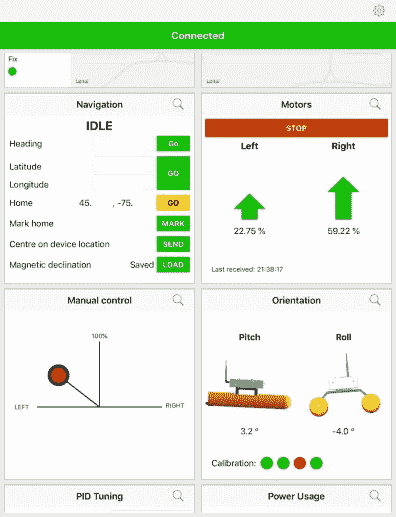 Connected
Fix
Legal
Legal
Navigation
IDLE
Heading
Go
Latitude
Longitude
GO
Home 45. , -75. GO
Mark home MARK
Centre on device location SEND
Magnetic declination Saved LOAD
Motors
STOP
Left Right
22.75 % 59.22 %
Last received: 21:38:17
Manual control
100%
LEFT RIGHT
Orientation
Pitch Roll
3.2 º -4.0 º
Calibration:
PID Tuning
Power Usage